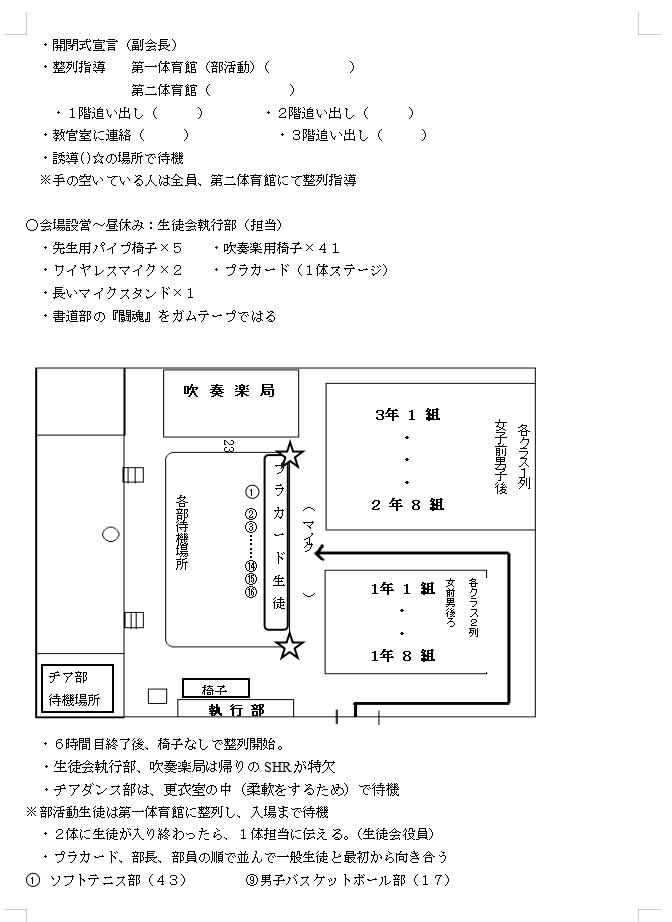 ・開閉式宣言（副会長）
・整列指導　　第一体育館（部活動）（　　　　　　）
第二体育館（　　　　　　）
・１階追い出し（　　　）　　　　・２階追い出し（　　　）
・教官室に連絡（　　　）　　　　　・３階追い出し（　　　）
・誘導()☆の場所で待機
※手の空いている人は全員、第二体育館にて整列指導
○会場設営～昼休み：生徒会執行部（担当）
・先生用パイプ椅子×５　　・吹奏楽用椅子×４１
・ワイヤレスマイク×２　　・プラカード（１体ステージ）
・長いマイクスタンド×１
・書道部の『闘魂』をガムテープではる
吹 奏 楽 局
3年 1 組
・
・
・
2 年 8 組
各クラス１列
女子前男子後
23
各部待機場所
①
②
③
………
⑭
⑮
⑯
プラカード生徒
（マイク　　）
1年 1 組
・
・
1年 8 組
各クラス２列
女前男後ろ
チア部
待機場所
椅子
執 行 部
・６時間目終了後、椅子なしで整列開始。
・生徒会執行部、吹奏楽局は帰りの SHR が特欠
・チアダンス部は、更衣室の中（柔軟をするため）で待機
※部活動生徒は第一体育館に整列し、入場まで待機
・２体に生徒が入り終わったら、１体担当に伝える。（生徒会役員）
・プラカード、部長、部員の順で並んで一般生徒と最初から向き合う
① ソフトテニス部（４３）　　　　⑨男子バスケットボール部（１７）